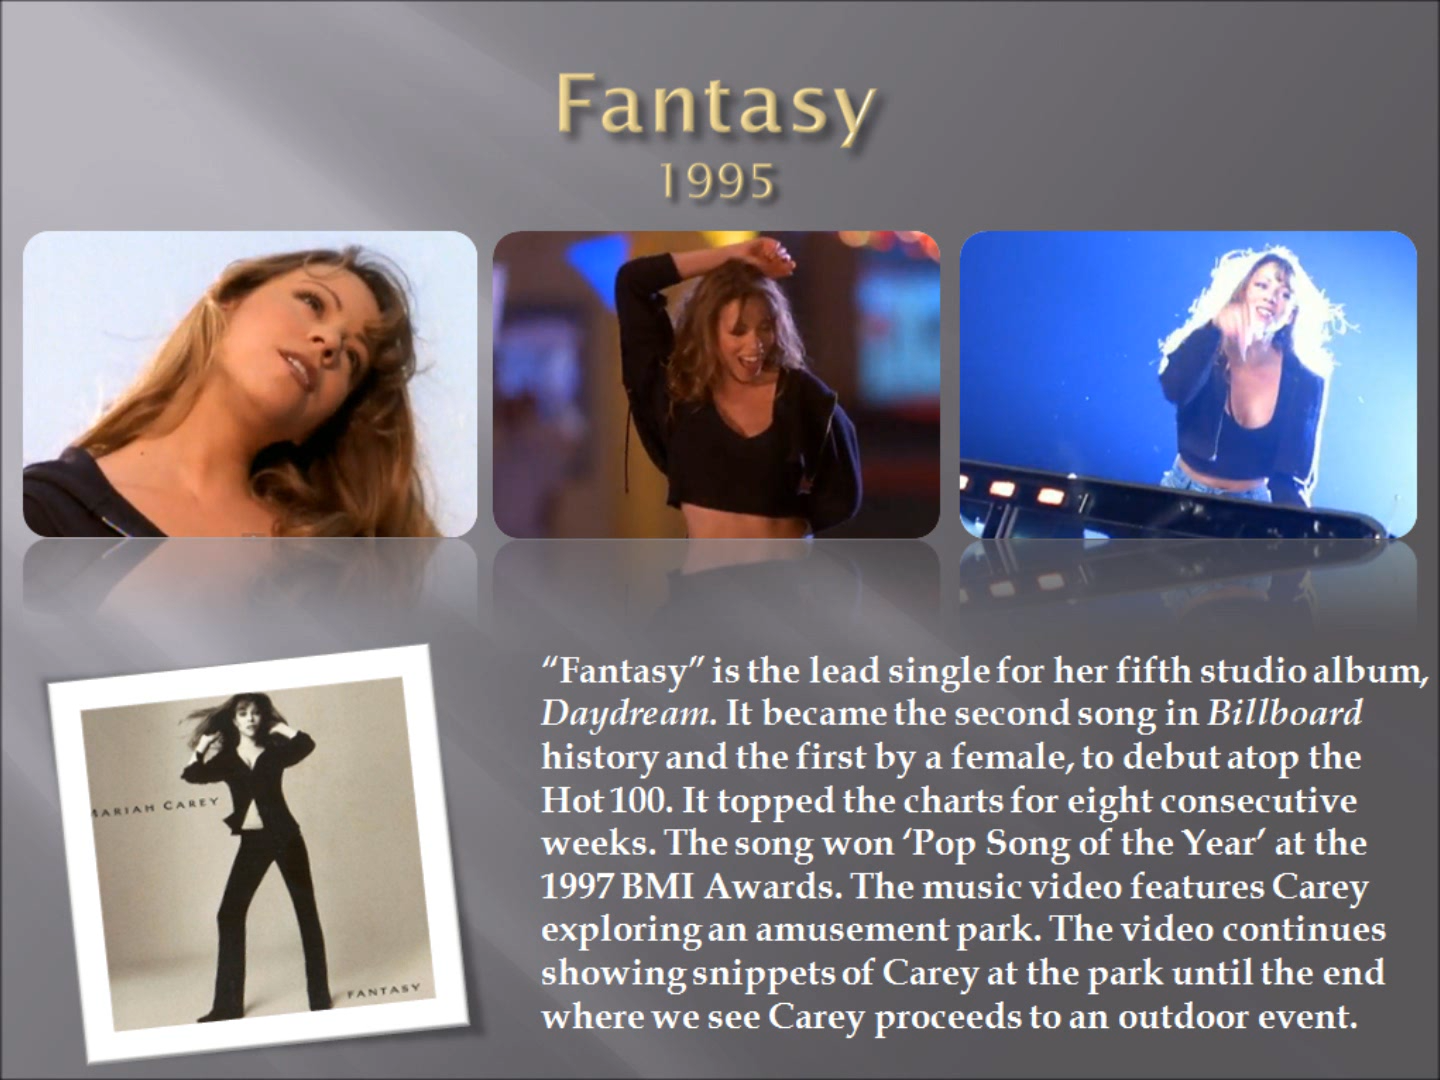 Fantasy
1995
MARIAH CAREY
FANTASY
“Fantasy” is the lead single for her fifth studio album,
Daydream. It became the second song in Billboard
history and the first by a female, to debut atop the
Hot 100. It topped the charts for eight consecutive
weeks. The song won ‘Pop Song of the Year’ at the
1997 BMI Awards. The music video features Carey
exploring an amusement park. The video continues
showing snippets of Carey at the park until the end
where we see Carey proceeds to an outdoor event.